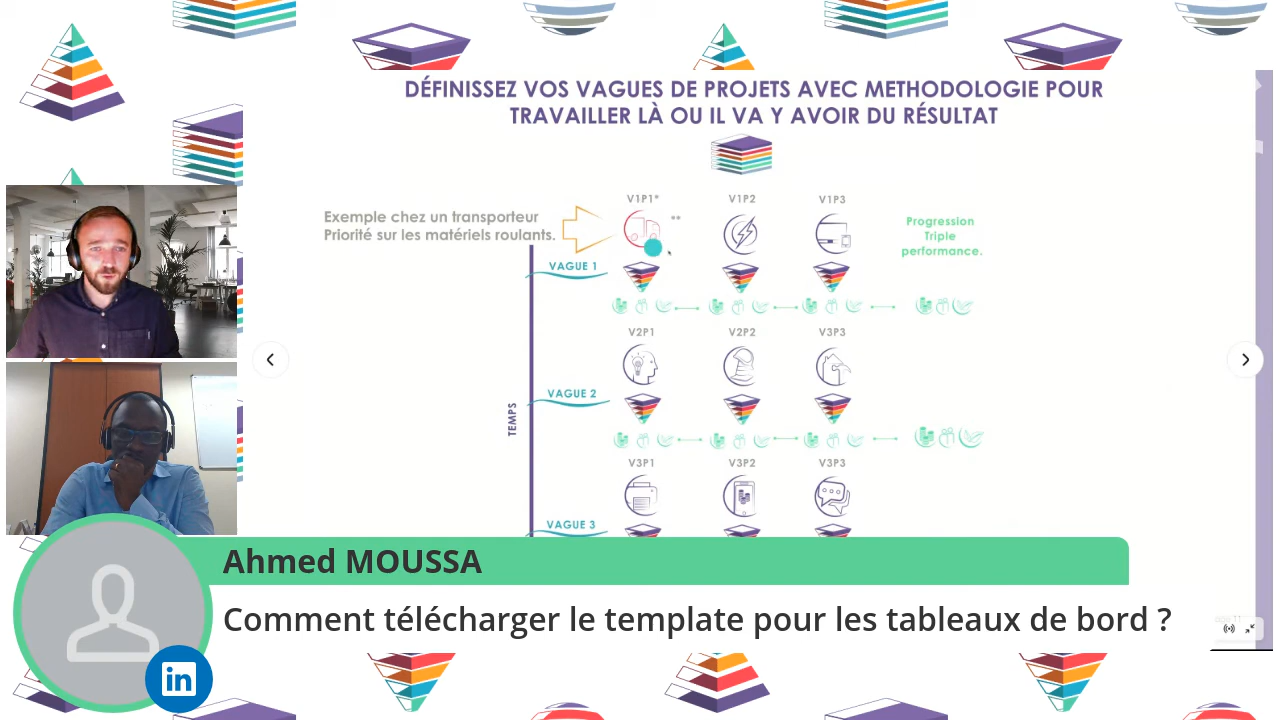 DÉFINISSEZ VOS VAGUES DE PROJETS AVEC METHODOLOGIE POUR
TRAVAILLER LÀ OU IL VA Y AVOIR DU RÉSULTAT
Exemple chez un transporteur
Priorité sur les matériels roulants.
V1P1*
V1P2
V1P3
**
Progression
Triple
performance.
VAGUE 1
V2P1
V2P2
V3P3
VAGUE 2
TEMPS
V3P1
V3P2
V3P3
VAGUE 3
Ahmed MOUSSA
Comment télécharger le template pour les tableaux de bord ?
in